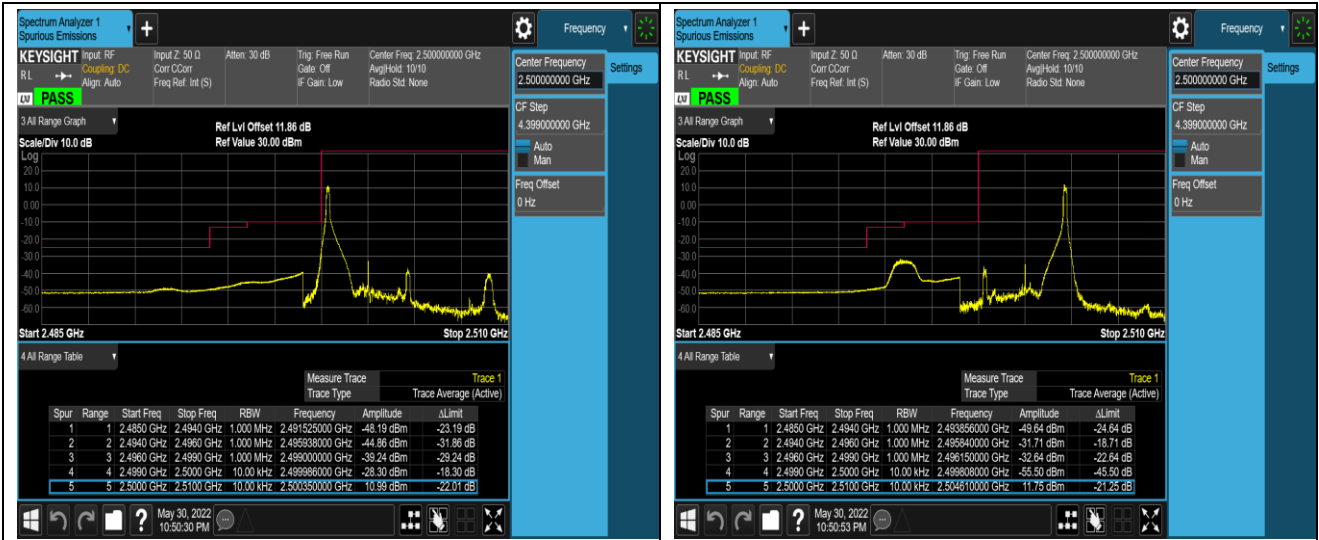 Spectrum Analyzer 1
Spurious Emissions
+
Frequency
KEYSIGHT
Input: RF
Input Z: 50 Ω
Atten: 30 dB
Trig: Free Run
Center Freq: 2.500000000 GHz
Coupling: DC
Corr CCorr
Gate: Off
Avg|Hold: 10/10
RL
Align: Auto
Freq Ref: Int (S)
IF Gain: Low
Radio Std: None
LXI PASS
Center Frequency
2.500000000 GHz
Settings
CF Step
4.399000000 GHz
Auto
Man
Freq Offset
0 Hz
3 All Range Graph
Ref Lvl Offset 11.86 dB
Scale/Div 10.0 dB
Ref Value 30.00 dBm
Log
20.0
10.0
0.00
-10.0
-20.0
-30.0
-40.0
-50.0
-60.0
Start 2.485 GHz
Stop 2.510 GHz
4 All Range Table
Measure Trace Trace 1
Trace Type Trace Average (Active)
Spur Range Start Freq Stop Freq RBW Frequency Amplitude ΔLimit
1 1 2.4850 GHz 2.4940 GHz 1.000 MHz 2.491525000 GHz -48.19 dBm -23.19 dB
2 2 2.4940 GHz 2.4960 GHz 1.000 MHz 2.495938000 GHz -44.86 dBm -31.86 dB
3 3 2.4960 GHz 2.4990 GHz 1.000 MHz 2.499000000 GHz -39.24 dBm -29.24 dB
4 4 2.4990 GHz 2.5000 GHz 10.00 kHz 2.499986000 GHz -28.30 dBm -18.30 dB
5 5 2.5000 GHz 2.5100 GHz 10.00 kHz 2.500350000 GHz 10.99 dBm -22.01 dB
?
May 30, 2022
10:50:30 PM
Spectrum Analyzer 1
Spurious Emissions
+
Frequency
KEYSIGHT
Input: RF
Input Z: 50 Ω
Atten: 30 dB
Trig: Free Run
Center Freq: 2.500000000 GHz
Coupling: DC
Corr CCorr
Gate: Off
Avg|Hold: 10/10
RL
Align: Auto
Freq Ref: Int (S)
IF Gain: Low
Radio Std: None
LXI PASS
Center Frequency
2.500000000 GHz
Settings
CF Step
4.399000000 GHz
Auto
Man
Freq Offset
0 Hz
3 All Range Graph
Ref Lvl Offset 11.86 dB
Scale/Div 10.0 dB
Ref Value 30.00 dBm
Log
20.0
10.0
0.00
-10.0
-20.0
-30.0
-40.0
-50.0
-60.0
Start 2.485 GHz
Stop 2.510 GHz
4 All Range Table
Measure Trace Trace 1
Trace Type Trace Average (Active)
Spur Range Start Freq Stop Freq RBW Frequency Amplitude ΔLimit
1 1 2.4850 GHz 2.4940 GHz 1.000 MHz 2.493856000 GHz -49.64 dBm -24.64 dB
2 2 2.4940 GHz 2.4960 GHz 1.000 MHz 2.495840000 GHz -31.71 dBm -18.71 dB
3 3 2.4960 GHz 2.4990 GHz 1.000 MHz 2.496150000 GHz -32.64 dBm -22.64 dB
4 4 2.4990 GHz 2.5000 GHz 10.00 kHz 2.499808000 GHz -55.50 dBm -45.50 dB
5 5 2.5000 GHz 2.5100 GHz 10.00 kHz 2.504610000 GHz 11.75 dBm -21.25 dB
?
May 30, 2022
10:50:53 PM